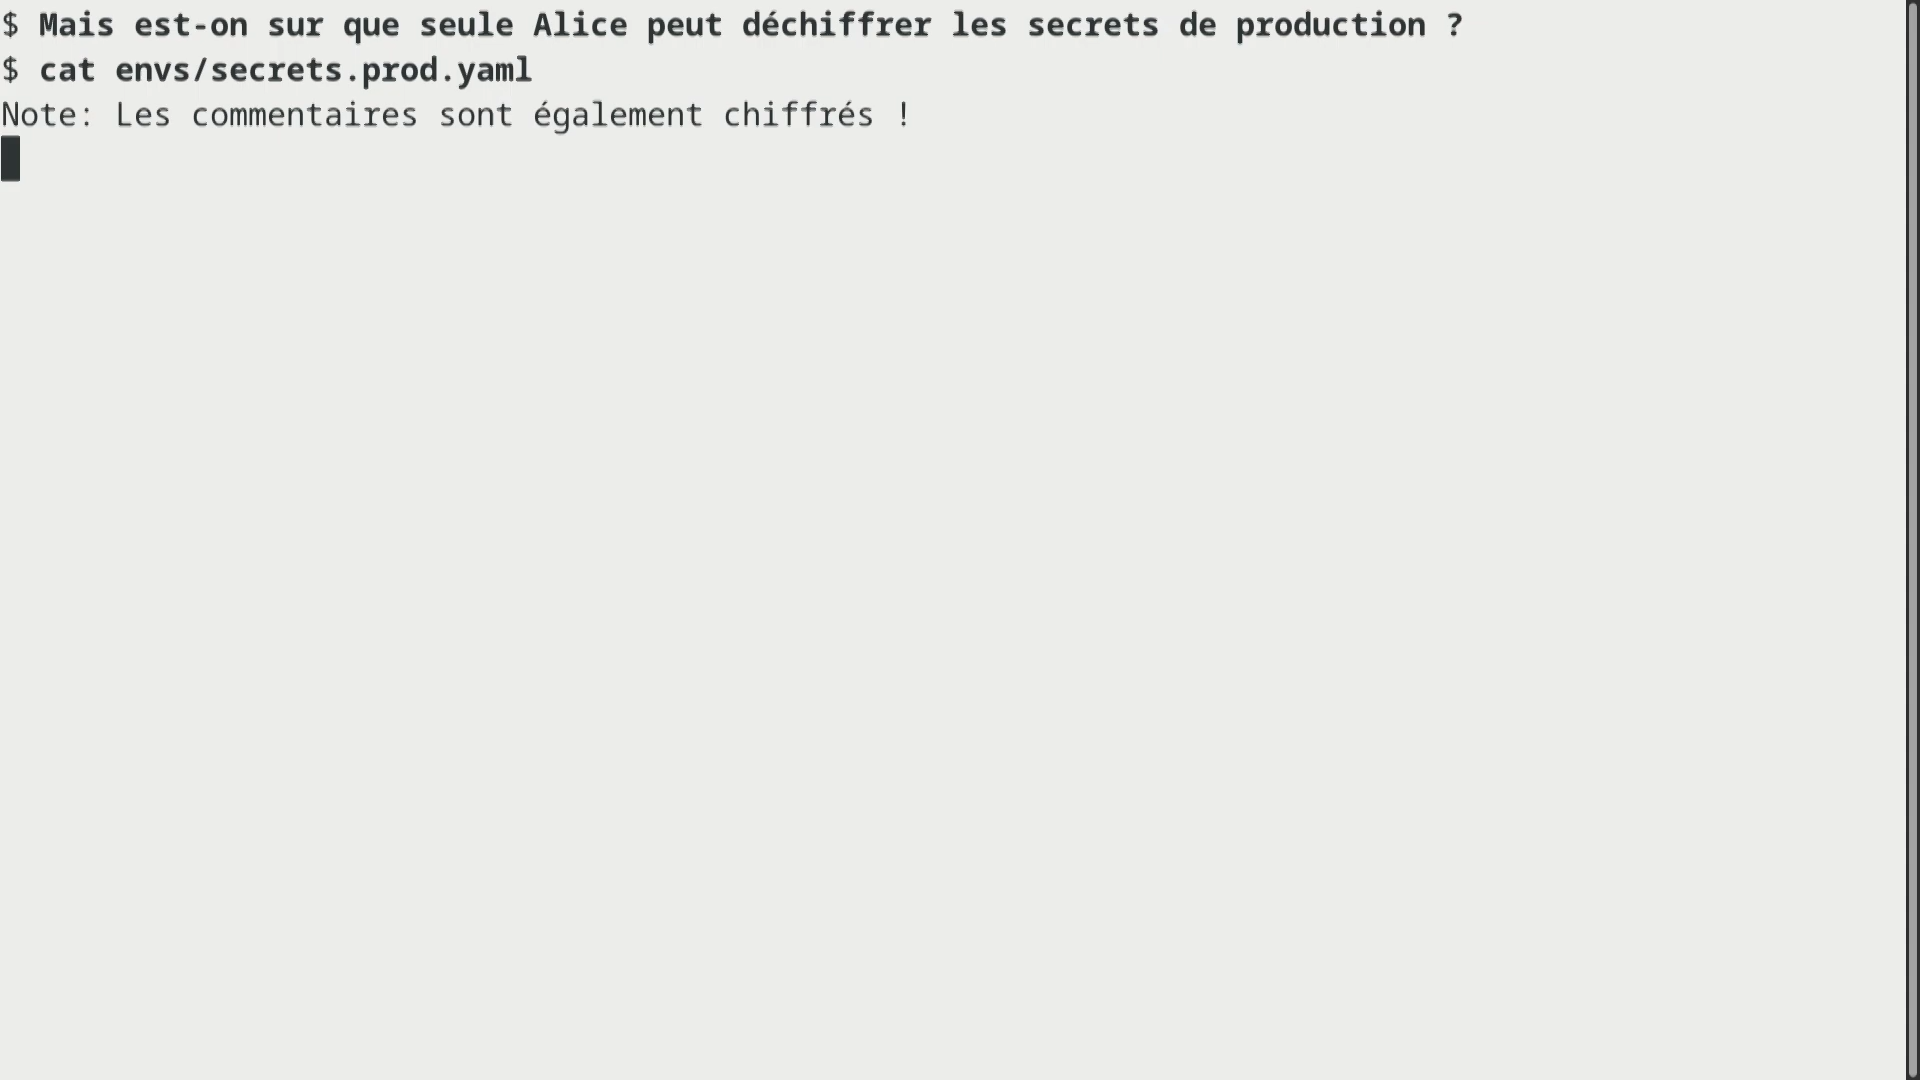 $ Mais est-on sur que seule Alice peut déchiffrer les secrets de production ?
$ cat envs/secrets.prod.yaml
Note: Les commentaires sont également chiffrés !